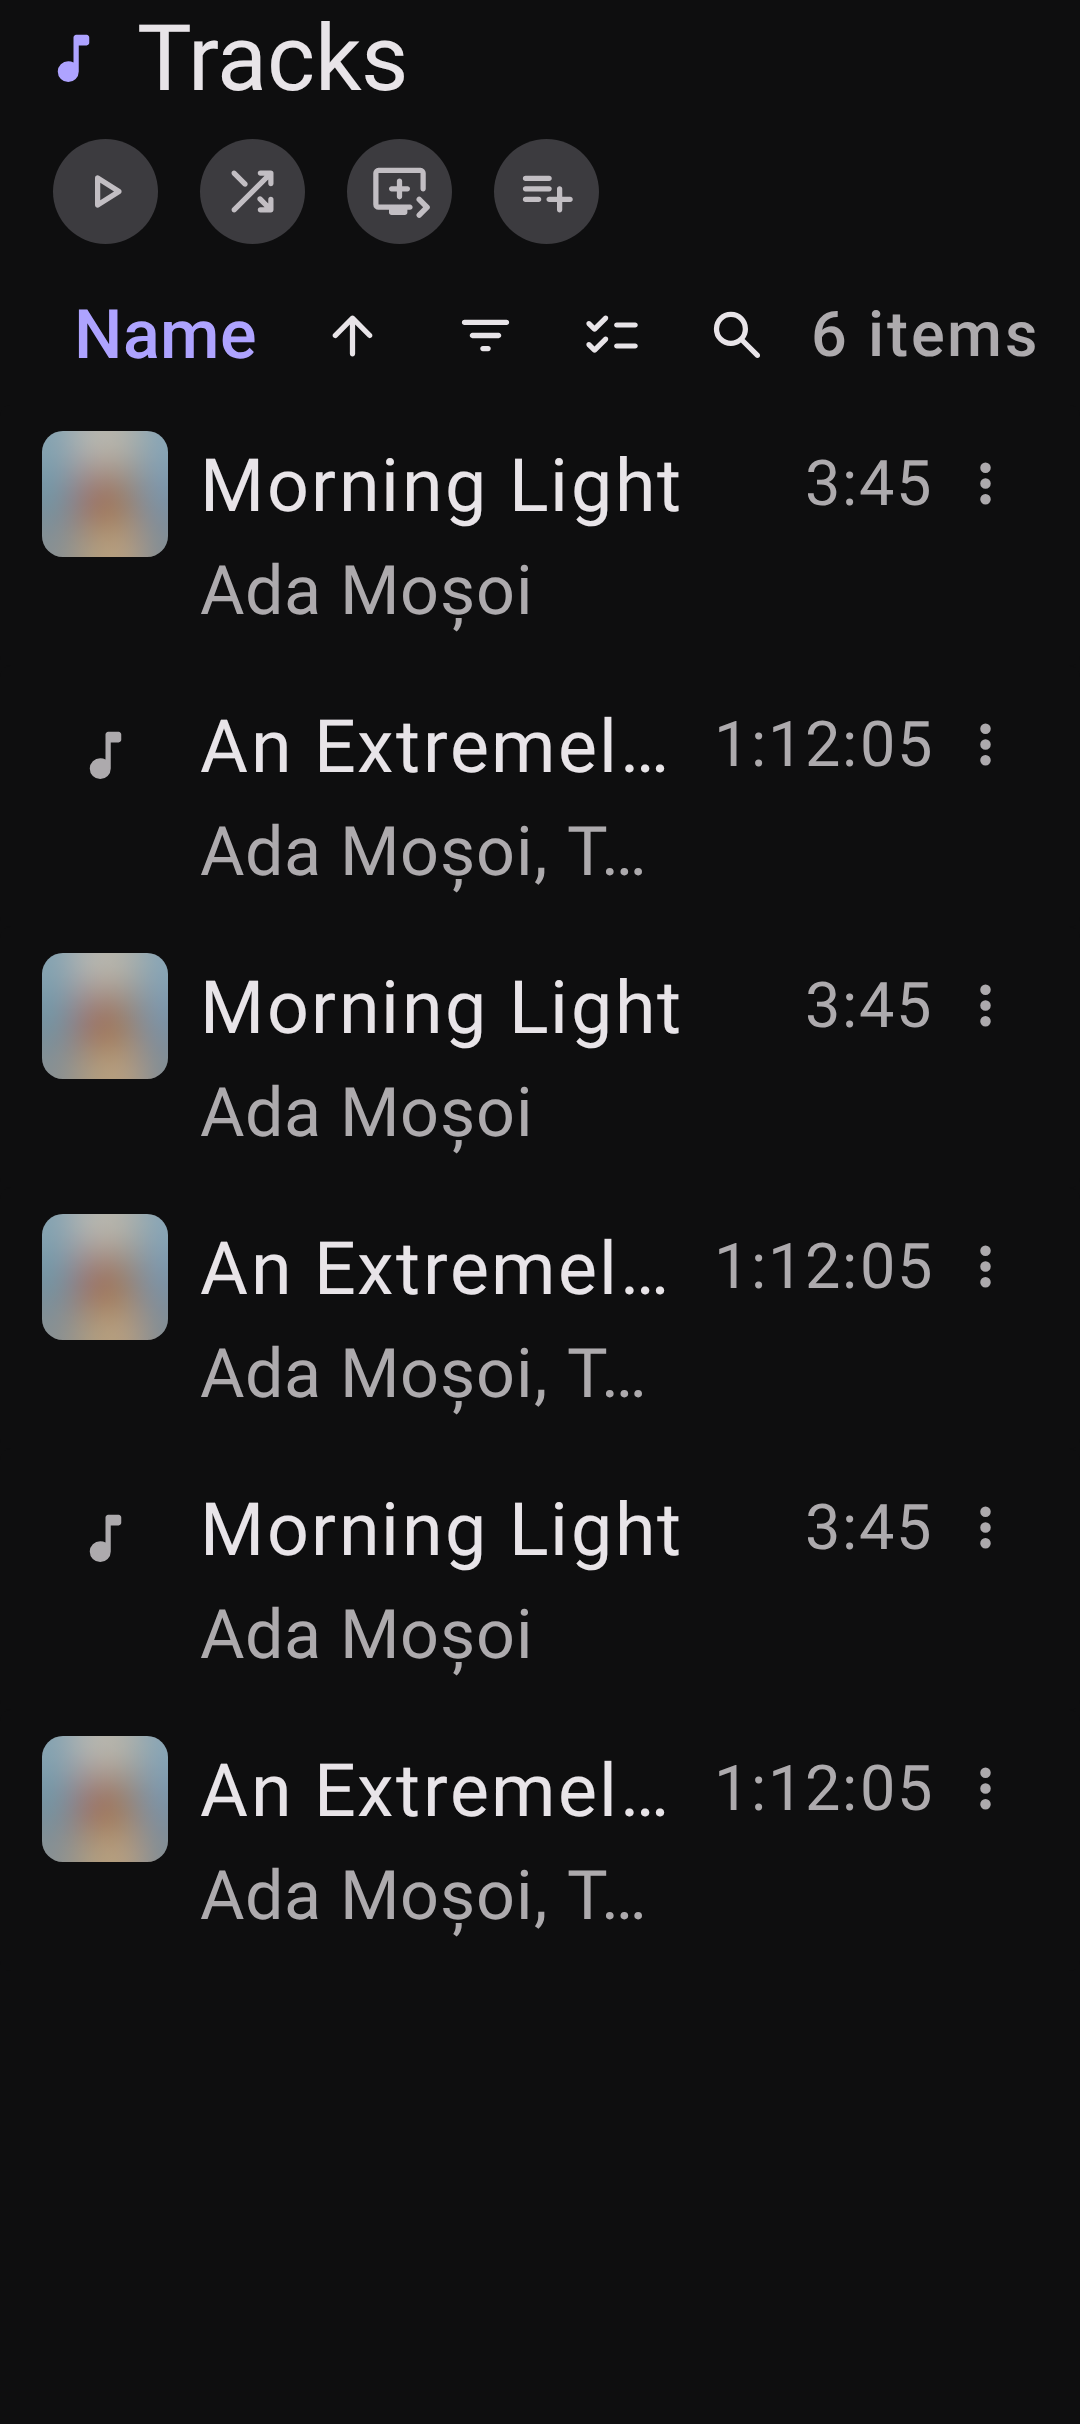 Tracks
Name 6 items
Morning Light 3:45
Ada Moșoi
An Extremel… 1:12:05
Ada Moșoi, T…
Morning Light 3:45
Ada Moșoi
An Extremel… 1:12:05
Ada Moșoi, T…
Morning Light 3:45
Ada Moșoi
An Extremel… 1:12:05
Ada Moșoi, T…